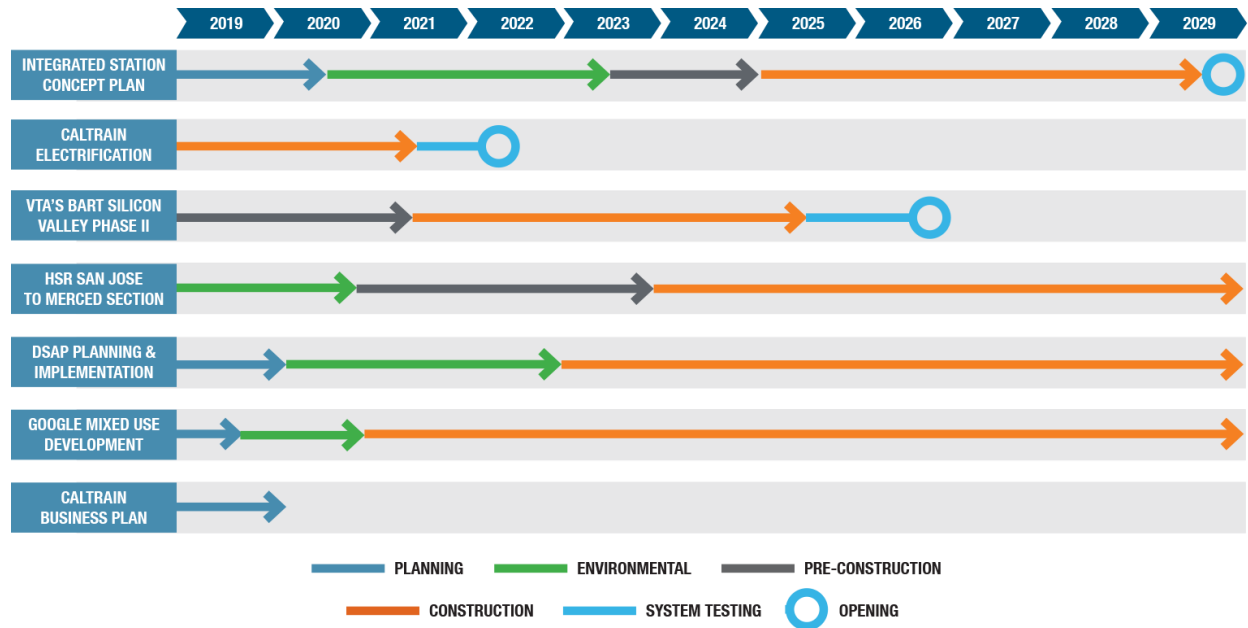 2019 2020 2021 2022 2023 2024 2025 2026 2027 2028 2029
INTEGRATED STATION
CONCEPT PLAN
CALTRAIN
ELECTRIFICATION
VTA'S BART SILICON
VALLEY PHASE II
HSR SAN JOSE
TO MERCED SECTION
DSAP PLANNING &
IMPLEMENTATION
GOOGLE MIXED USE
DEVELOPMENT
CALTRAIN
BUSINESS PLAN
PLANNING ENVIRONMENTAL PRE-CONSTRUCTION
CONSTRUCTION SYSTEM TESTING OPENING